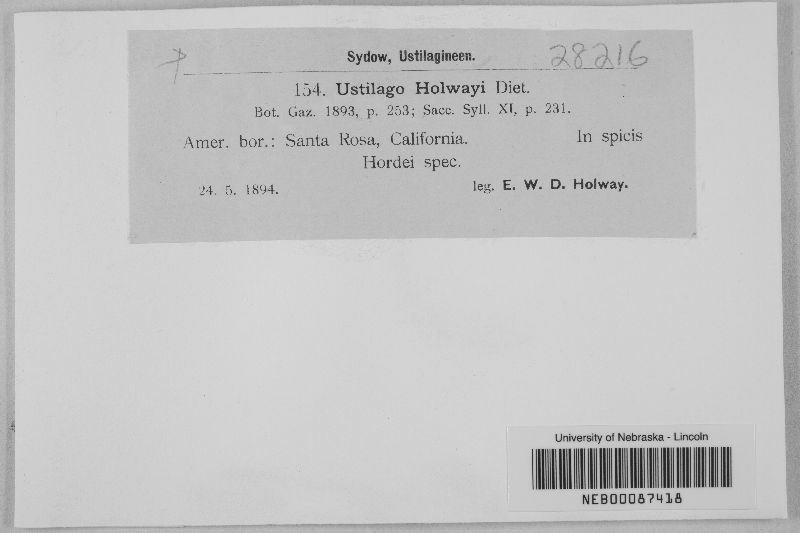 Sydow, Ustilagineen.
28216
154. Ustilago Holwayi Diet.
Bot. Gaz. 1893, p. 253; Sacc. Syll. XI, p. 231.
Amer. bor.: Santa Rosa, California. In spicis
Hordei spec.
24. 5. 1894. leg. E. W. D. Holway.
University of Nebraska - Lincoln
NEB00087418